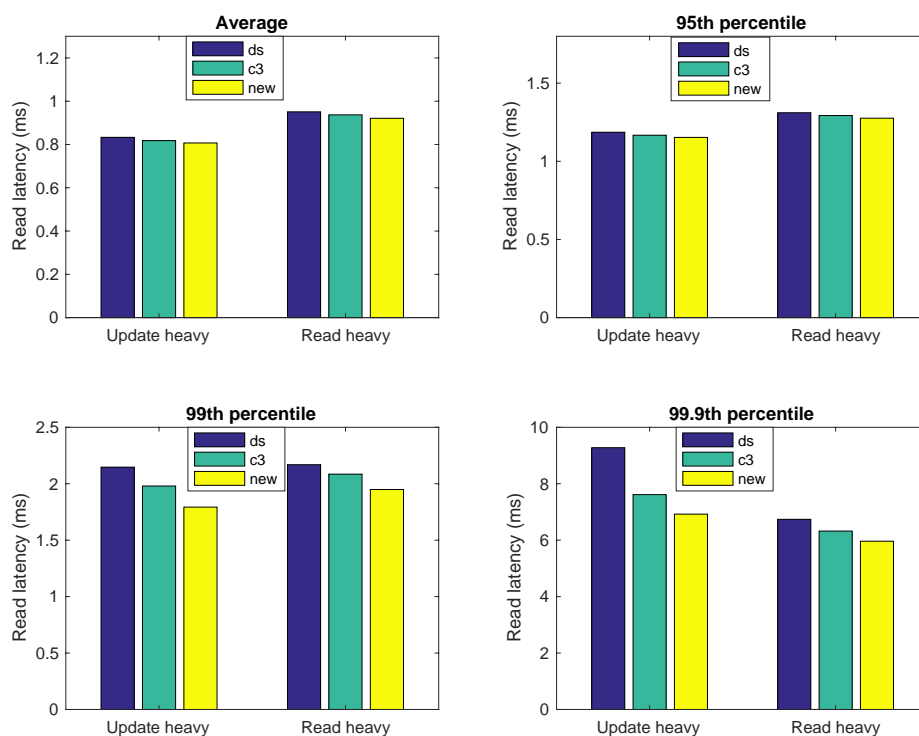 Average
Read latency (ms)
1.2
1
0.8
0.6
0.4
0.2
0
ds
c3
new
Update heavy
Read heavy
95th percentile
Read latency (ms)
1.5
1
0.5
0
ds
c3
new
Update heavy
Read heavy
99th percentile
Read latency (ms)
2.5
2
1.5
1
0.5
0
ds
c3
new
Update heavy
Read heavy
99.9th percentile
Read latency (ms)
10
8
6
4
2
0
ds
c3
new
Update heavy
Read heavy